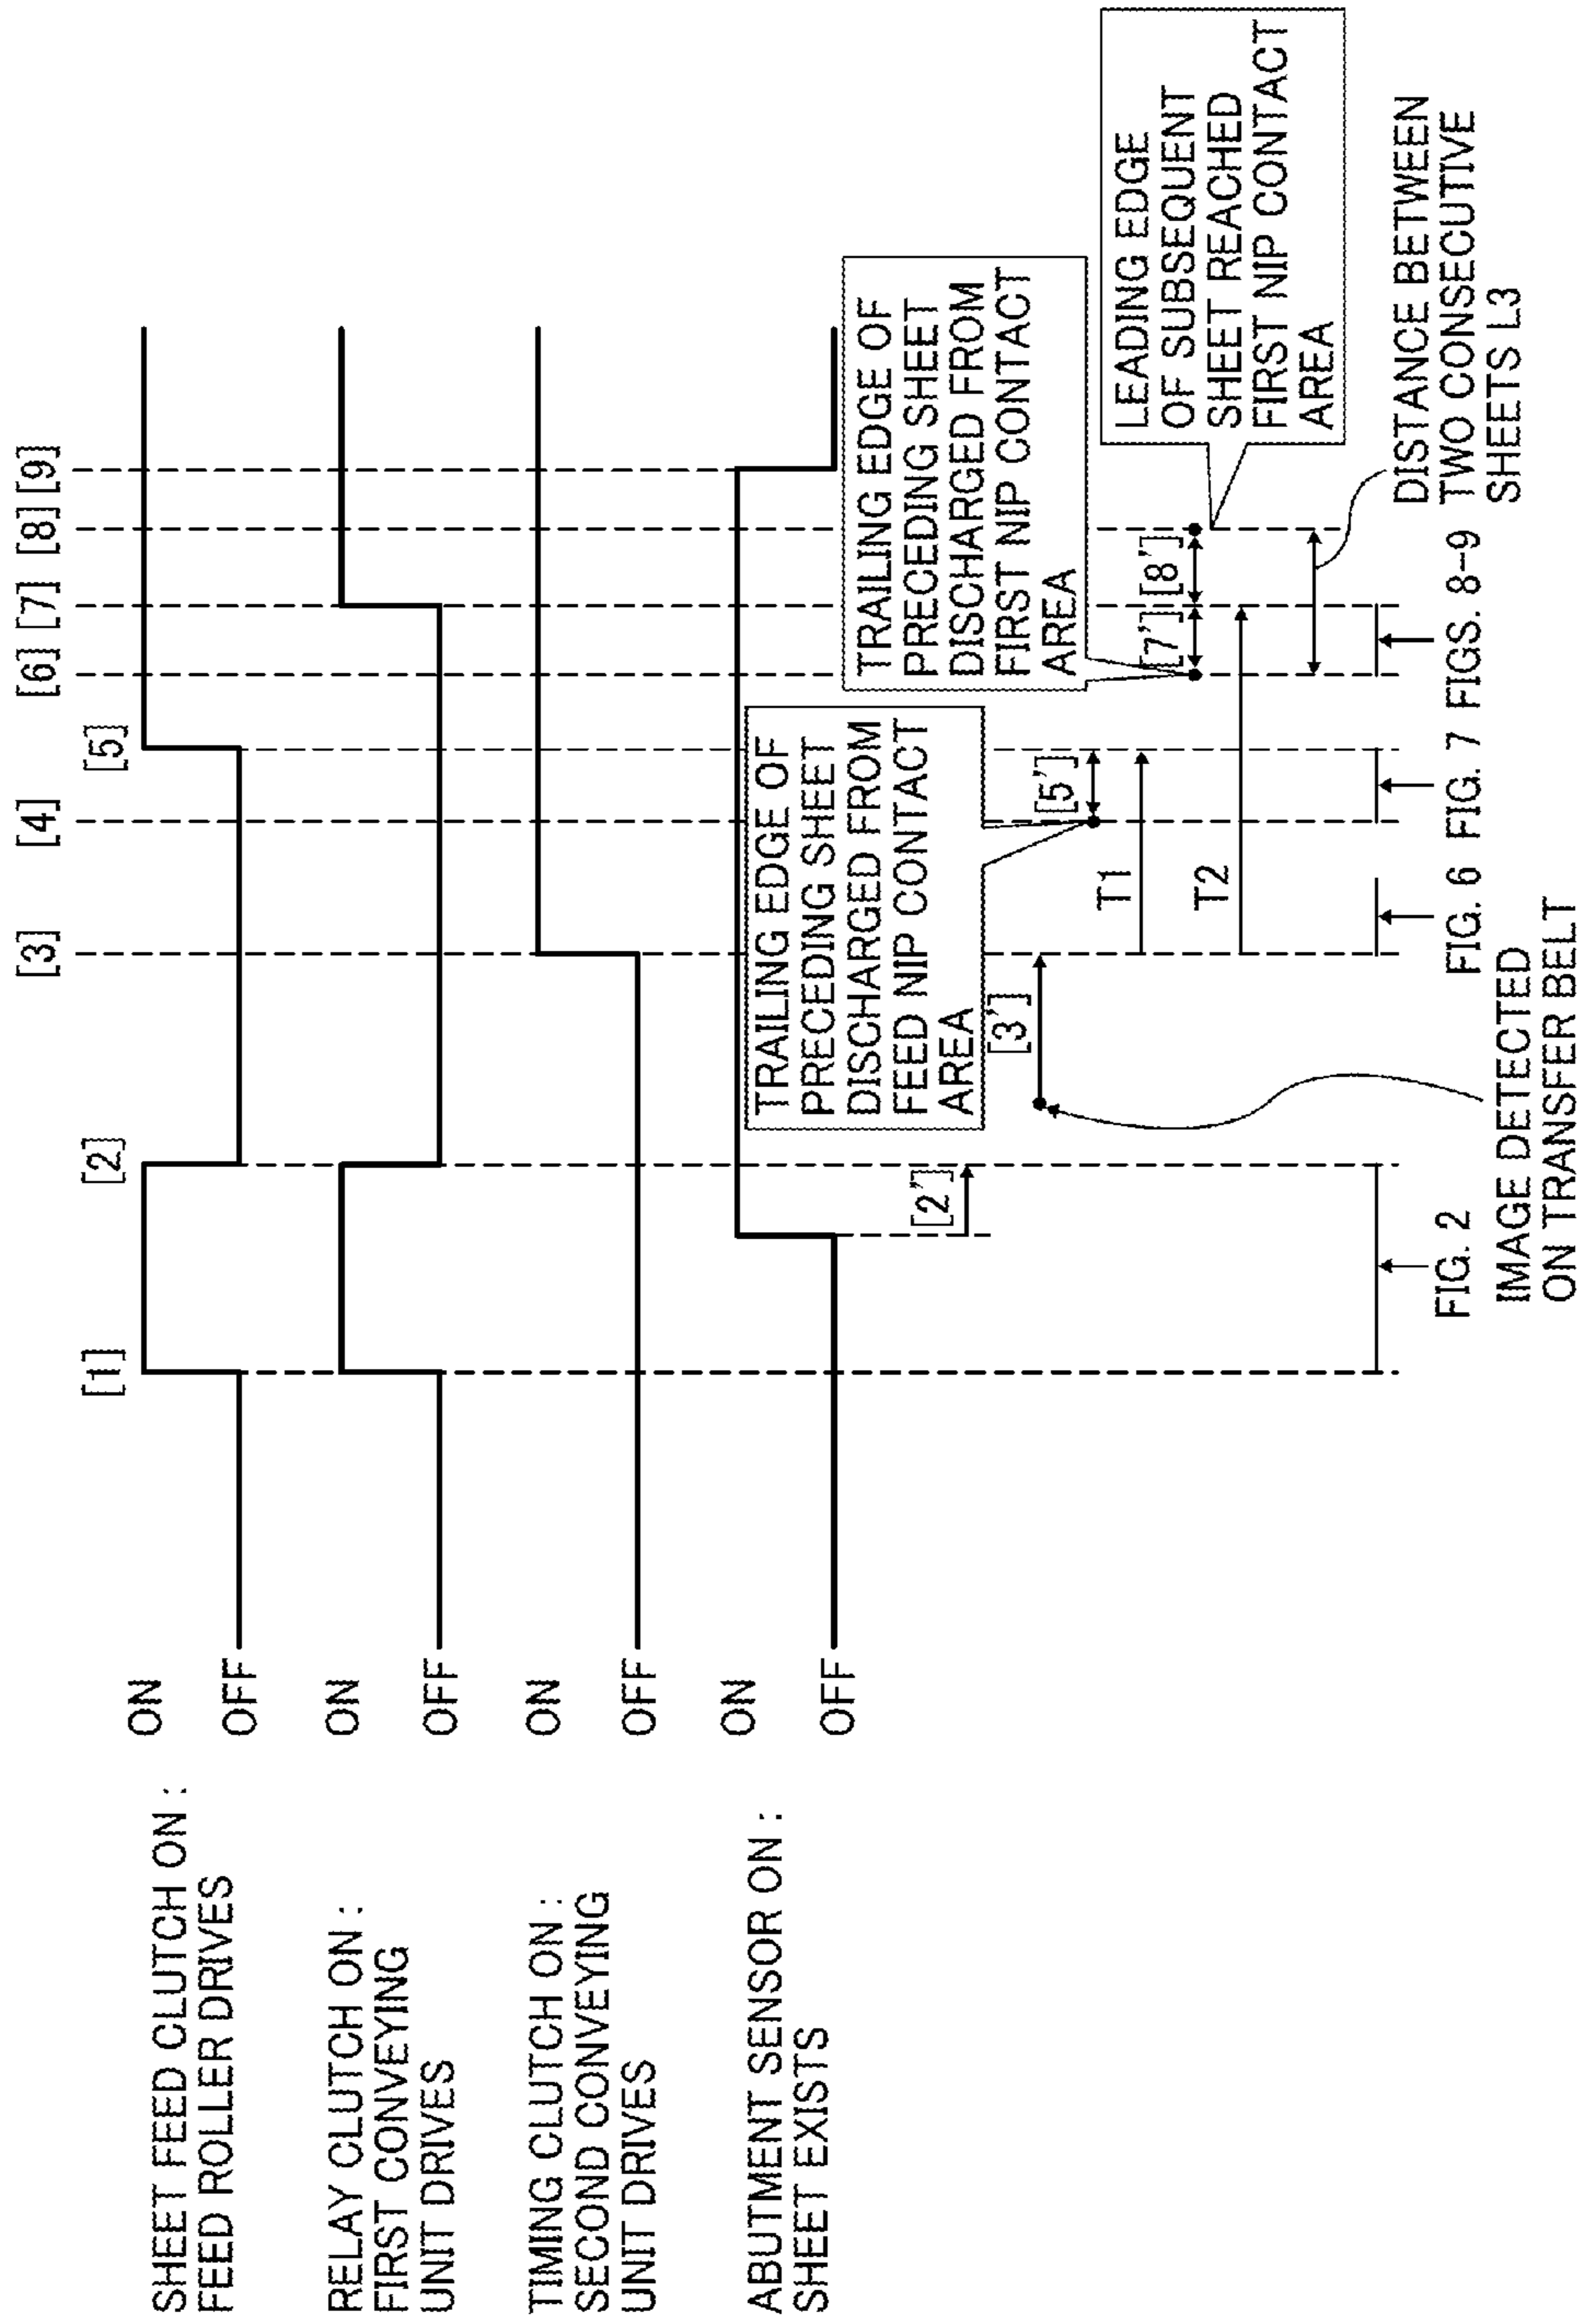 [1]
[2]
[3]
[4]
[5]
[6] [7] [8] [9]
SHEET FEED CLUTCH ON :
FEED ROLLER DRIVES
ON
OFF
RELAY CLUTCH ON :
FIRST CONVEYING
UNIT DRIVES
ON
OFF
TIMING CLUTCH ON :
SECOND CONVEYING
UNIT DRIVES
ON
OFF
ABUTMENT SENSOR ON :
SHEET EXISTS
ON
OFF
TRAILING EDGE OF
PRECEDING SHEET
DISCHARGED FROM
FEED NIP CONTACT
AREA
TRAILING EDGE OF
PRECEDING SHEET
DISCHARGED FROM
FIRST NIP CONTACT
AREA
LEADING EDGE
OF SUBSEQUENT
SHEET REACHED
FIRST NIP CONTACT
AREA
[2']
[3']
[5']
[7']
[8']
T1
T2
DISTANCE BETWEEN
TWO CONSECUTIVE
SHEETS L3
FIG. 2
FIG. 6
FIG. 7
FIGS. 8-9
IMAGE DETECTED
ON TRANSFER BELT